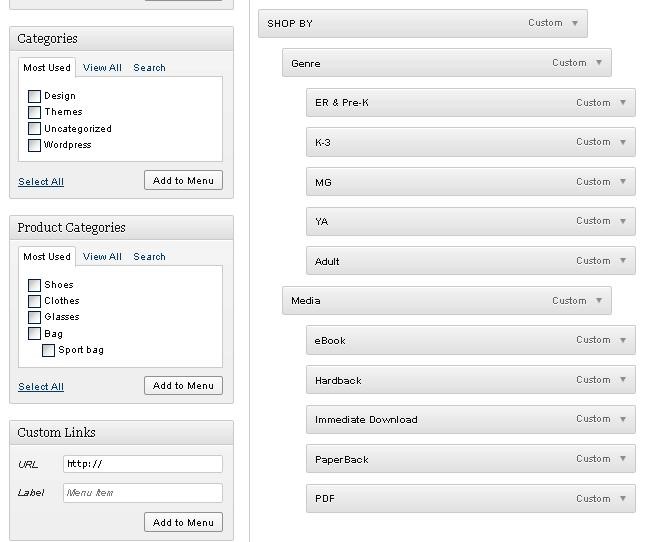 Categories
Most Used View All Search
Design
Themes
Uncategorized
Wordpress
Select All Add to Menu
Product Categories
Most Used View All Search
Shoes
Clothes
Glasses
Bag
Sport bag
Select All Add to Menu
Custom Links
URL http://
Label Menu Item
Add to Menu
SHOP BY Custom
Genre Custom
ER & Pre-K Custom
K-3 Custom
MG Custom
YA Custom
Adult Custom
Media Custom
eBook Custom
Hardback Custom
Immediate Download Custom
PaperBack Custom
PDF Custom